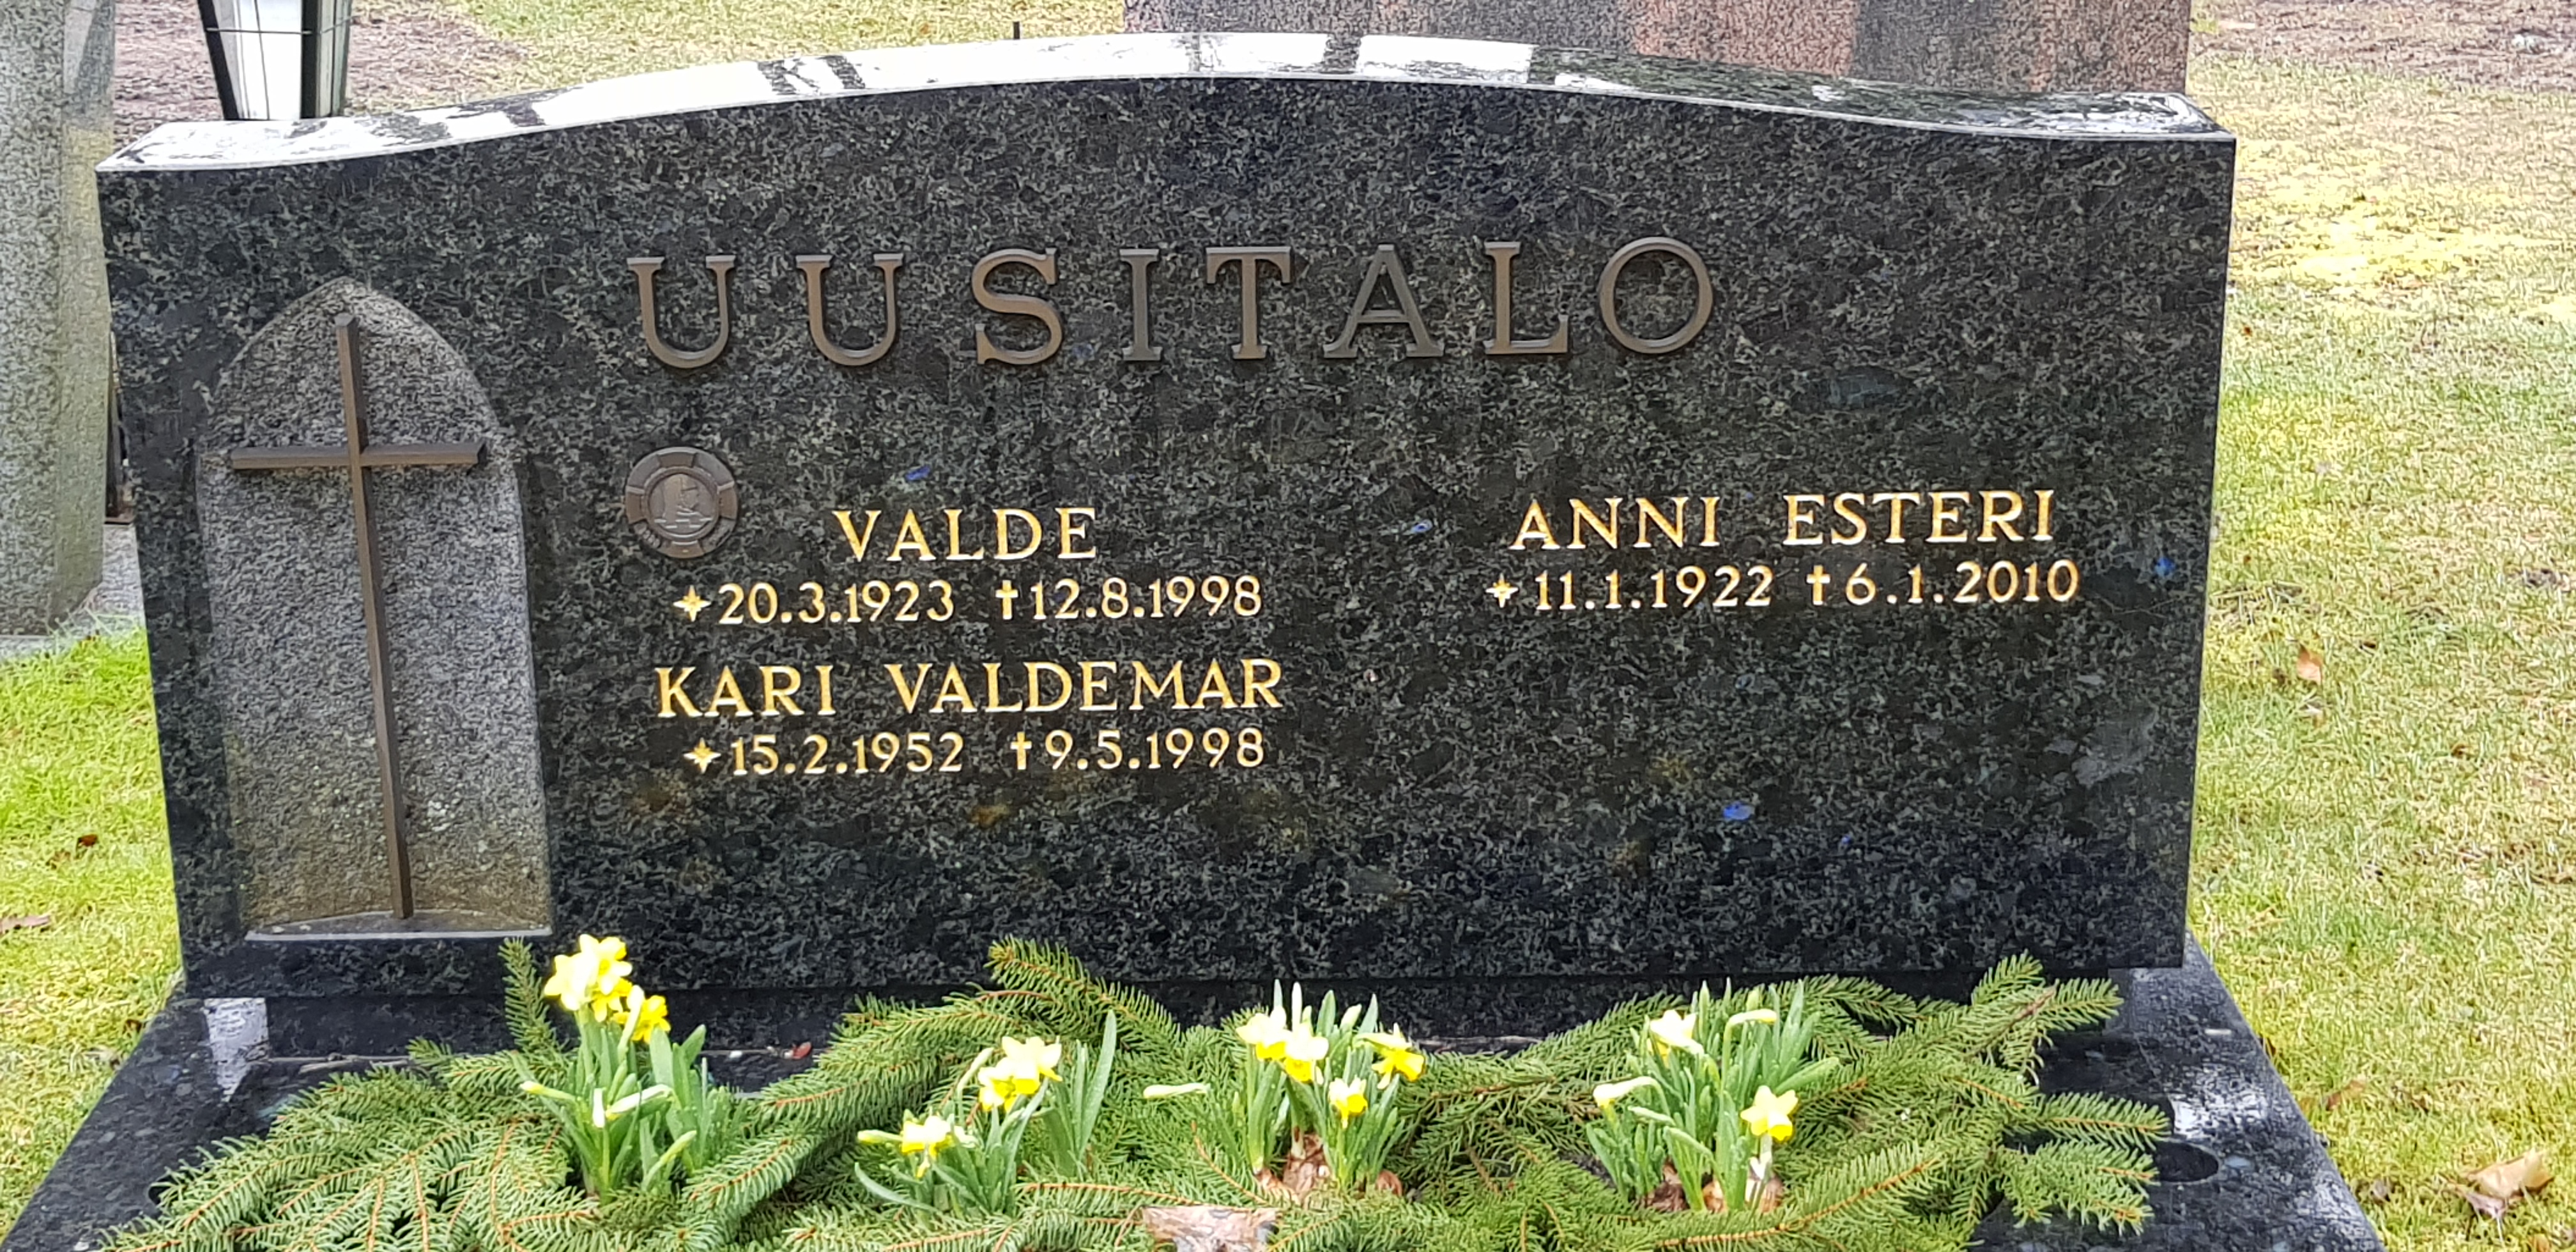 UUSITALO
VALDE
20.3.1923 †12.8.1998
KARI VALDEMAR
15.2.1952 †9.5.1998
ANNI ESTERI
11.1.1922 †6.1.2010